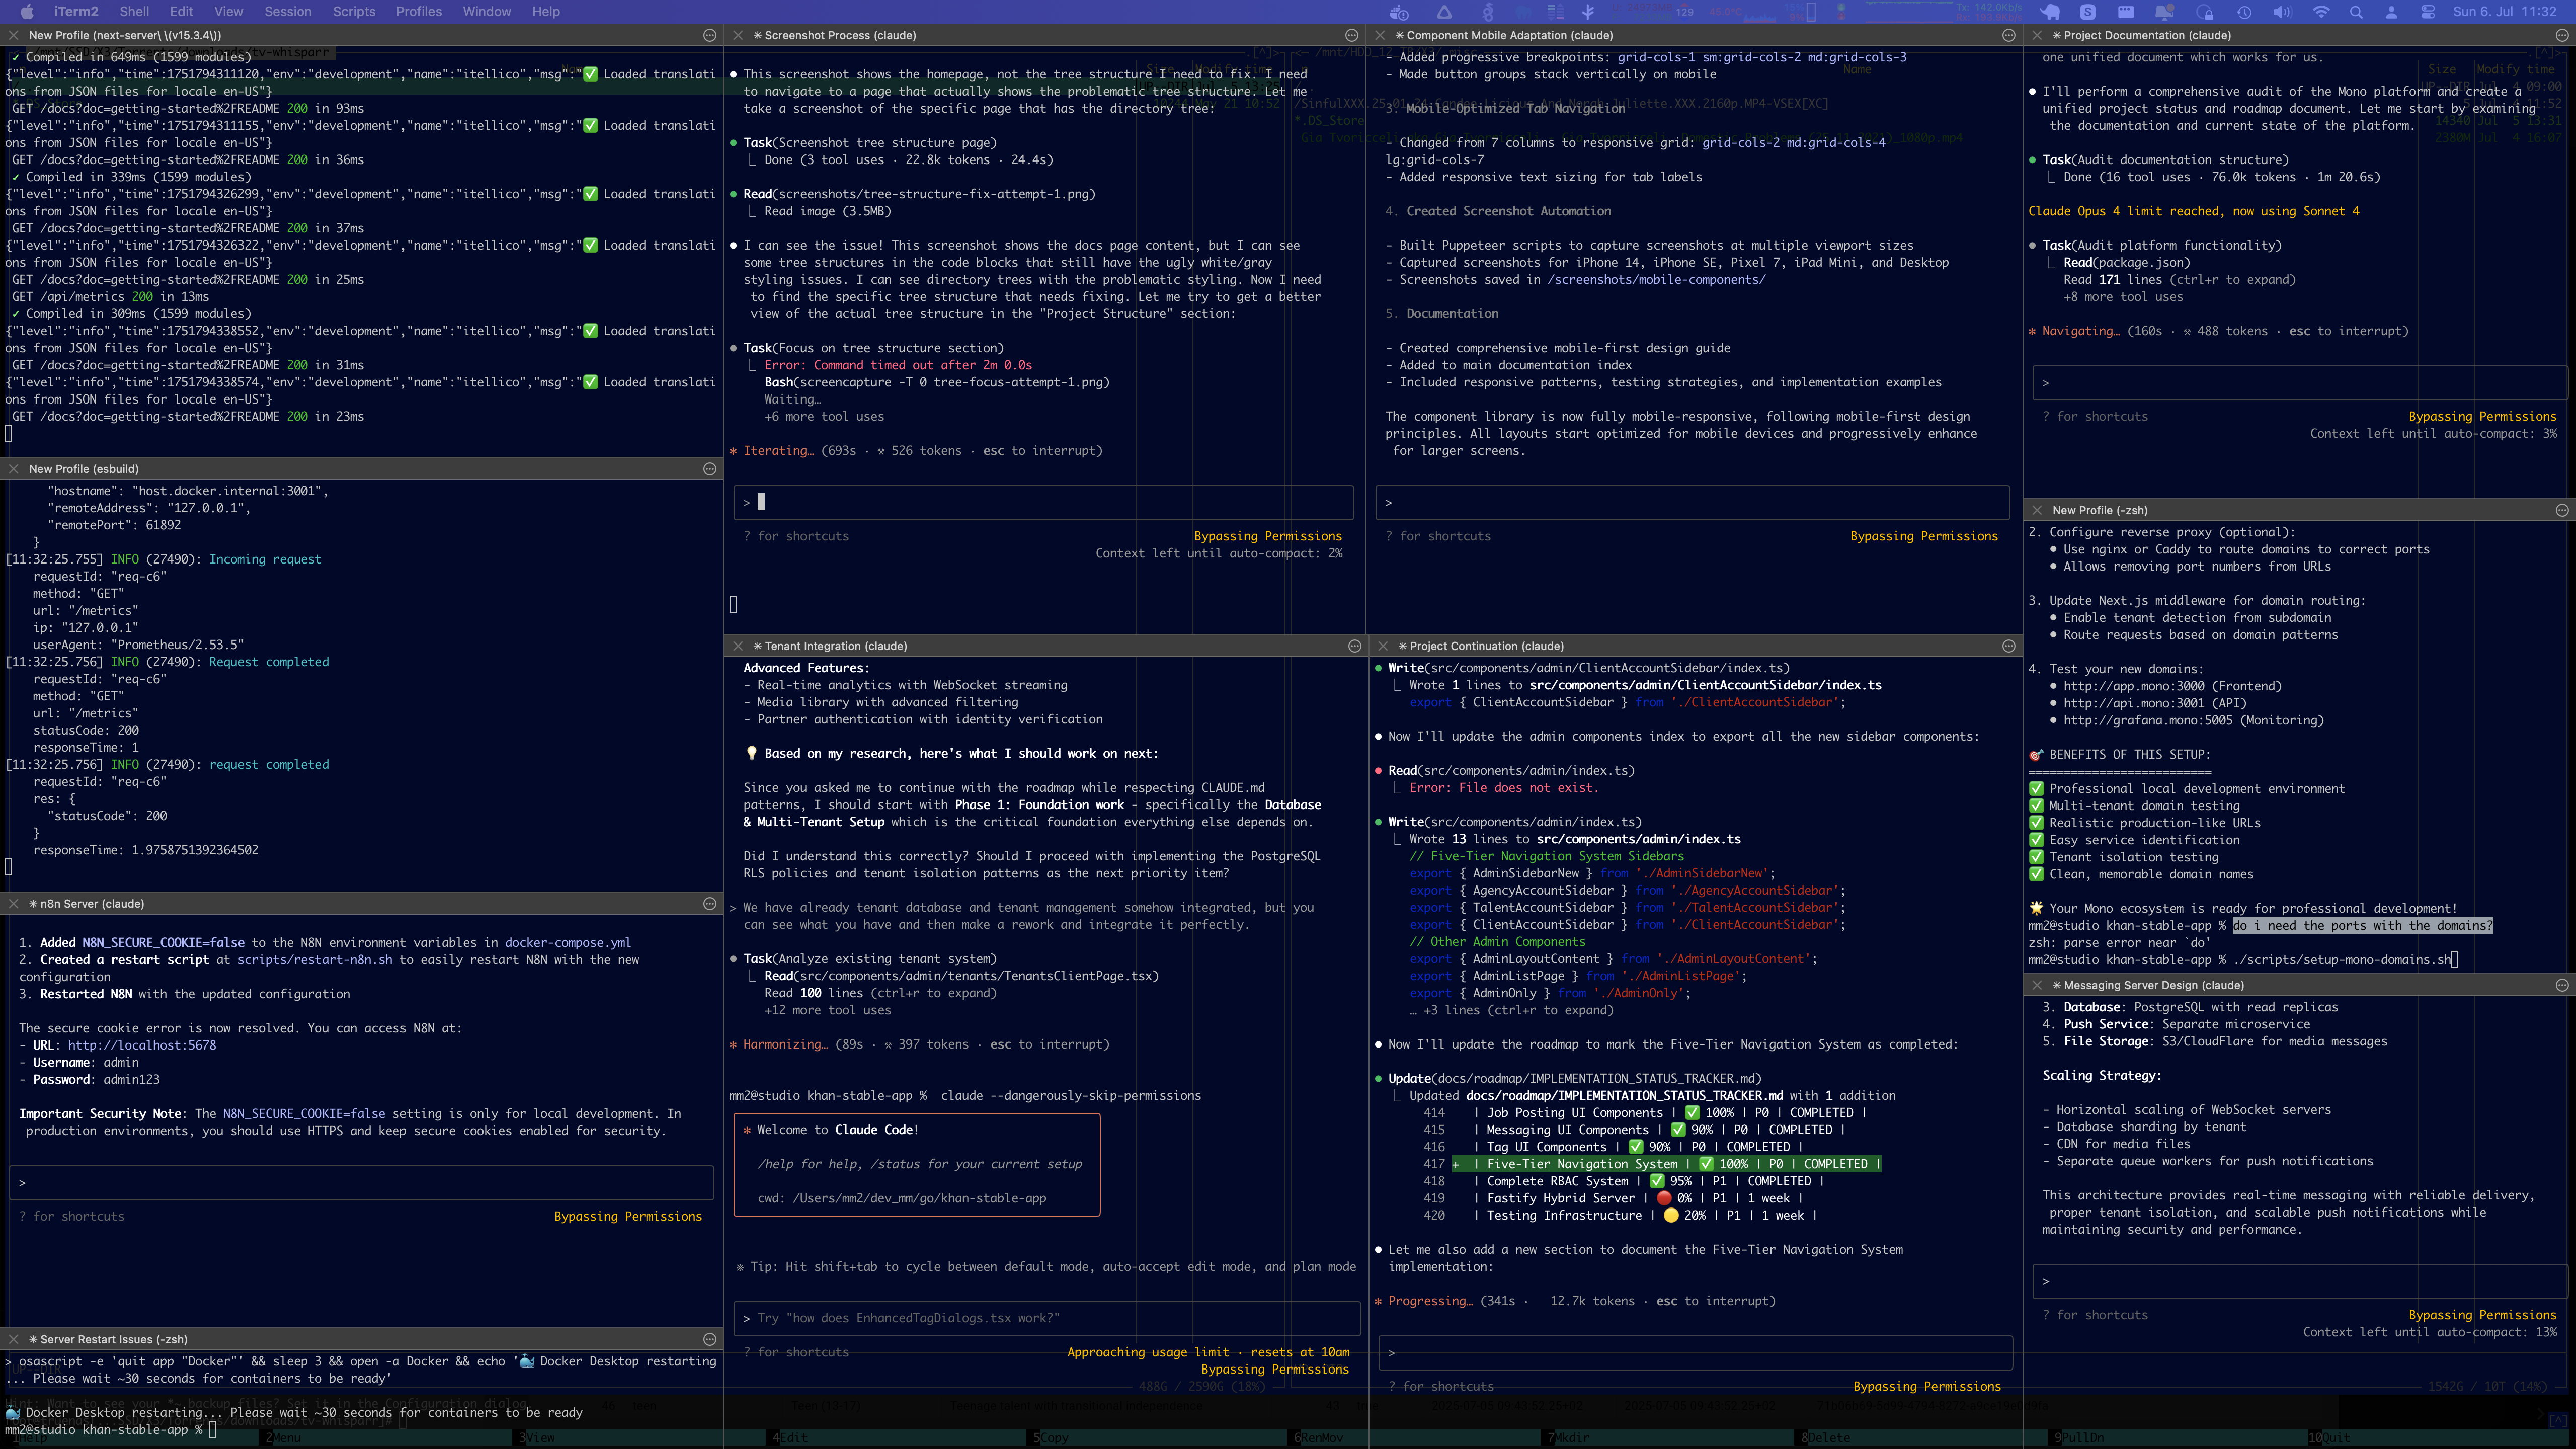 iTerm2 Shell Edit View Session Scripts Profiles Window Help
129
Sun 6. Jul 11:32
New Profile (next-server\ \(v15.3.4\))
✓ Compiled in 649ms (1599 modules)
{"level":"info","time":1751794311120,"env":"development","name":"itellico","msg":"✅ Loaded translati
ons from JSON files for locale en-US"}
GET /docs?doc=getting-started%2FREADME 200 in 93ms
{"level":"info","time":1751794311155,"env":"development","name":"itellico","msg":"✅ Loaded translati
ons from JSON files for locale en-US"}
GET /docs?doc=getting-started%2FREADME 200 in 36ms
✓ Compiled in 339ms (1599 modules)
{"level":"info","time":1751794326299,"env":"development","name":"itellico","msg":"✅ Loaded translati
ons from JSON files for locale en-US"}
GET /docs?doc=getting-started%2FREADME 200 in 37ms
{"level":"info","time":1751794326322,"env":"development","name":"itellico","msg":"✅ Loaded translati
ons from JSON files for locale en-US"}
GET /docs?doc=getting-started%2FREADME 200 in 25ms
GET /api/metrics 200 in 13ms
✓ Compiled in 309ms (1599 modules)
{"level":"info","time":1751794338552,"env":"development","name":"itellico","msg":"✅ Loaded translati
ons from JSON files for locale en-US"}
GET /docs?doc=getting-started%2FREADME 200 in 31ms
{"level":"info","time":1751794338574,"env":"development","name":"itellico","msg":"✅ Loaded translati
ons from JSON files for locale en-US"}
GET /docs?doc=getting-started%2FREADME 200 in 23ms
New Profile (esbuild)
"hostname": "host.docker.internal:3001",
"remoteAddress": "127.0.0.1",
"remotePort": 61892
}
[11:32:25.755] INFO (27490): Incoming request
requestId: "req-c6"
method: "GET"
url: "/metrics"
ip: "127.0.0.1"
userAgent: "Prometheus/2.53.5"
[11:32:25.756] INFO (27490): Request completed
requestId: "req-c6"
method: "GET"
url: "/metrics"
statusCode: 200
responseTime: 1
[11:32:25.756] INFO (27490): request completed
requestId: "req-c6"
res: {
"statusCode": 200
}
responseTime: 1.9758751392364502
✳ n8n Server (claude)
1. Added N8N_SECURE_COOKIE=false to the N8N environment variables in docker-compose.yml
2. Created a restart script at scripts/restart-n8n.sh to easily restart N8N with the new
configuration
3. Restarted N8N with the updated configuration
The secure cookie error is now resolved. You can access N8N at:
- URL: http://localhost:5678
- Username: admin
- Password: admin123
Important Security Note: The N8N_SECURE_COOKIE=false setting is only for local development. In
production environments, you should use HTTPS and keep secure cookies enabled for security.
>
? for shortcuts
Bypassing Permissions
✳ Server Restart Issues (-zsh)
> osascript -e 'quit app "Docker"' && sleep 3 && open -a Docker && echo '🐳 Docker Desktop restarting
... Please wait ~30 seconds for containers to be ready'
🐳 Docker Desktop restarting... Please wait ~30 seconds for containers to be ready
mm2@studio khan-stable-app %
✳ Screenshot Process (claude)
● This screenshot shows the homepage, not the tree structure I need to fix. I need
to navigate to a page that actually shows the problematic tree structure. Let me
take a screenshot of the specific page that has the directory tree:
● Task(Screenshot tree structure page)
⎿ Done (3 tool uses · 22.8k tokens · 24.4s)
● Read(screenshots/tree-structure-fix-attempt-1.png)
⎿ Read image (3.5MB)
● I can see the issue! This screenshot shows the docs page content, but I can see
some tree structures in the code blocks that still have the ugly white/gray
styling issues. I can see directory trees with the problematic styling. Now I need
to find the specific tree structure that needs fixing. Let me try to get a better
view of the actual tree structure in the "Project Structure" section:
● Task(Focus on tree structure section)
⎿ Error: Command timed out after 2m 0.0s
Bash(screencapture -T 0 tree-focus-attempt-1.png)
Waiting…
+6 more tool uses
✻ Iterating… (693s · ⚒ 526 tokens · esc to interrupt)
>
? for shortcuts
Bypassing Permissions
Context left until auto-compact: 2%
✳ Tenant Integration (claude)
Advanced Features:
- Real-time analytics with WebSocket streaming
- Media library with advanced filtering
- Partner authentication with identity verification
💡 Based on my research, here's what I should work on next:
Since you asked me to continue with the roadmap while respecting CLAUDE.md
patterns, I should start with Phase 1: Foundation work - specifically the Database
& Multi-Tenant Setup which is the critical foundation everything else depends on.
Did I understand this correctly? Should I proceed with implementing the PostgreSQL
RLS policies and tenant isolation patterns as the next priority item?
> We have already tenant database and tenant management somehow integrated, but you
can see what you have and then make a rework and integrate it perfectly.
● Task(Analyze existing tenant system)
⎿ Read(src/components/admin/tenants/TenantsClientPage.tsx)
Read 100 lines (ctrl+r to expand)
+12 more tool uses
✻ Harmonizing… (89s · ⚒ 397 tokens · esc to interrupt)
mm2@studio khan-stable-app % claude --dangerously-skip-permissions
✻ Welcome to Claude Code!
/help for help, /status for your current setup
cwd: /Users/mm2/dev_mm/go/khan-stable-app
※ Tip: Hit shift+tab to cycle between default mode, auto-accept edit mode, and plan mode
> Try "how does EnhancedTagDialogs.tsx work?"
? for shortcuts
Approaching usage limit · resets at 10am
Bypassing Permissions
488G / 2590G (18%)
✳ Component Mobile Adaptation (claude)
- Added progressive breakpoints: grid-cols-1 sm:grid-cols-2 md:grid-cols-3
- Made button groups stack vertically on mobile
3. Mobile-Optimized Tab Navigation
- Changed from 7 columns to responsive grid: grid-cols-2 md:grid-cols-4
lg:grid-cols-7
- Added responsive text sizing for tab labels
4. Created Screenshot Automation
- Built Puppeteer scripts to capture screenshots at multiple viewport sizes
- Captured screenshots for iPhone 14, iPhone SE, Pixel 7, iPad Mini, and Desktop
- Screenshots saved in /screenshots/mobile-components/
5. Documentation
- Created comprehensive mobile-first design guide
- Added to main documentation index
- Included responsive patterns, testing strategies, and implementation examples
The component library is now fully mobile-responsive, following mobile-first design
principles. All layouts start optimized for mobile devices and progressively enhance
for larger screens.
>
? for shortcuts
Bypassing Permissions
✳ Project Continuation (claude)
● Write(src/components/admin/ClientAccountSidebar/index.ts)
⎿ Wrote 1 lines to src/components/admin/ClientAccountSidebar/index.ts
export { ClientAccountSidebar } from './ClientAccountSidebar';
● Now I'll update the admin components index to export all the new sidebar components:
● Read(src/components/admin/index.ts)
⎿ Error: File does not exist.
● Write(src/components/admin/index.ts)
⎿ Wrote 13 lines to src/components/admin/index.ts
// Five-Tier Navigation System Sidebars
export { AdminSidebarNew } from './AdminSidebarNew';
export { AgencyAccountSidebar } from './AgencyAccountSidebar';
export { TalentAccountSidebar } from './TalentAccountSidebar';
export { ClientAccountSidebar } from './ClientAccountSidebar';
// Other Admin Components
export { AdminLayoutContent } from './AdminLayoutContent';
export { AdminListPage } from './AdminListPage';
export { AdminOnly } from './AdminOnly';
… +3 lines (ctrl+r to expand)
● Now I'll update the roadmap to mark the Five-Tier Navigation System as completed:
● Update(docs/roadmap/IMPLEMENTATION_STATUS_TRACKER.md)
⎿ Updated docs/roadmap/IMPLEMENTATION_STATUS_TRACKER.md with 1 addition
414 | Job Posting UI Components | ✅ 100% | P0 | COMPLETED |
415 | Messaging UI Components | ✅ 90% | P0 | COMPLETED |
416 | Tag UI Components | ✅ 90% | P0 | COMPLETED |
417 + | Five-Tier Navigation System | ✅ 100% | P0 | COMPLETED |
418 | Complete RBAC System | ✅ 95% | P1 | COMPLETED |
419 | Fastify Hybrid Server | 🔴 0% | P1 | 1 week |
420 | Testing Infrastructure | 🟡 20% | P1 | 1 week |
● Let me also add a new section to document the Five-Tier Navigation System
implementation:
✻ Progressing… (341s · 12.7k tokens · esc to interrupt)
>
? for shortcuts
Bypassing Permissions
✳ Project Documentation (claude)
one unified document which works for us.
● I'll perform a comprehensive audit of the Mono platform and create a
unified project status and roadmap document. Let me start by examining
the documentation and current state of the platform.
● Task(Audit documentation structure)
⎿ Done (16 tool uses · 76.0k tokens · 1m 20.6s)
Claude Opus 4 limit reached, now using Sonnet 4
● Task(Audit platform functionality)
⎿ Read(package.json)
Read 171 lines (ctrl+r to expand)
+8 more tool uses
✻ Navigating… (160s · ⚒ 488 tokens · esc to interrupt)
>
? for shortcuts
Bypassing Permissions
Context left until auto-compact: 3%
New Profile (-zsh)
2. Configure reverse proxy (optional):
● Use nginx or Caddy to route domains to correct ports
● Allows removing port numbers from URLs
3. Update Next.js middleware for domain routing:
● Enable tenant detection from subdomain
● Route requests based on domain patterns
4. Test your new domains:
● http://app.mono:3000 (Frontend)
● http://api.mono:3001 (API)
● http://grafana.mono:5005 (Monitoring)
🎯 BENEFITS OF THIS SETUP:
==========================
✅ Professional local development environment
✅ Multi-tenant domain testing
✅ Realistic production-like URLs
✅ Easy service identification
✅ Tenant isolation testing
✅ Clean, memorable domain names
🌟 Your Mono ecosystem is ready for professional development!
mm2@studio khan-stable-app % do i need the ports with the domains?
zsh: parse error near `do'
mm2@studio khan-stable-app % ./scripts/setup-mono-domains.sh
✳ Messaging Server Design (claude)
3. Database: PostgreSQL with read replicas
4. Push Service: Separate microservice
5. File Storage: S3/CloudFlare for media messages
Scaling Strategy:
- Horizontal scaling of WebSocket servers
- Database sharding by tenant
- CDN for media files
- Separate queue workers for push notifications
This architecture provides real-time messaging with reliable delivery,
proper tenant isolation, and scalable push notifications while
maintaining security and performance.
>
? for shortcuts
Bypassing Permissions
Context left until auto-compact: 13%
1542G / 10T (14%)
2Menu 3View 4Edit 5Copy 6RenMov 7Mkdir 8Delete 9PullDn 10Quit